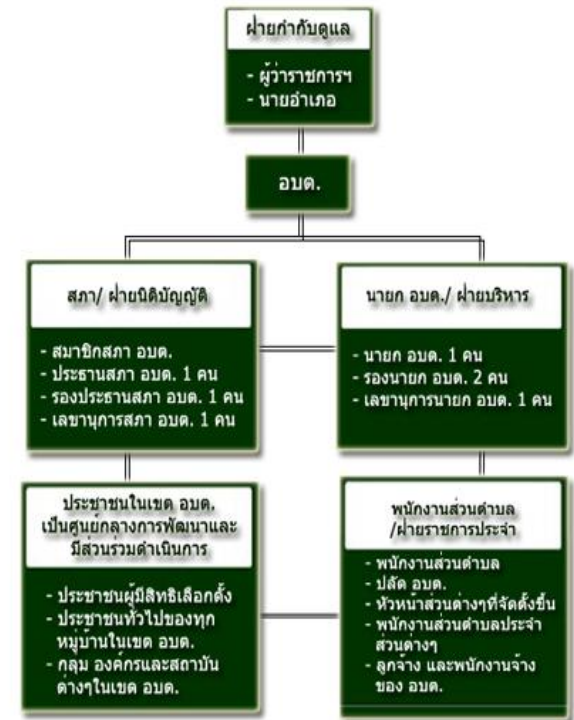 ฝ่ายกำกับดูแล
- ผู้ว่าราชการฯ
- นายอำเภอ
อบต.
สภา/ ฝ่ายนิติบัญญัติ
- สมาชิกสภา อบต.
- ประธานสภา อบต. 1 คน
- รองประธานสภา อบต. 1 คน
- เลขานุการสภา อบต. 1 คน
นายก อบต./ ฝ่ายบริหาร
- นายก อบต. 1 คน
- รองนายก อบต. 2 คน
- เลขานุการนายก อบต. 1 คน
ประชาชนในเขต อบต.
เป็นศูนย์กลางการพัฒนาและ
มีส่วนร่วมดำเนินการ
- ประชาชนผู้มีสิทธิเลือกตั้ง
- ประชาชนทั่วไปของทุก
หมู่บ้านในเขต อบต.
- กลุ่ม องค์กรและสถาบัน
ต่างๆในเขต อบต.
พนักงานส่วนตำบล
/ฝ่ายราชการประจำ
- พนักงานส่วนตำบล
- ปลัด อบต.
- หัวหน้าส่วนต่างๆที่จัดตั้งขึ้น
- พนักงานส่วนตำบลประจำ
ส่วนต่างๆ
- ลูกจ้าง และพนักงานจ้าง
ของ อบต.